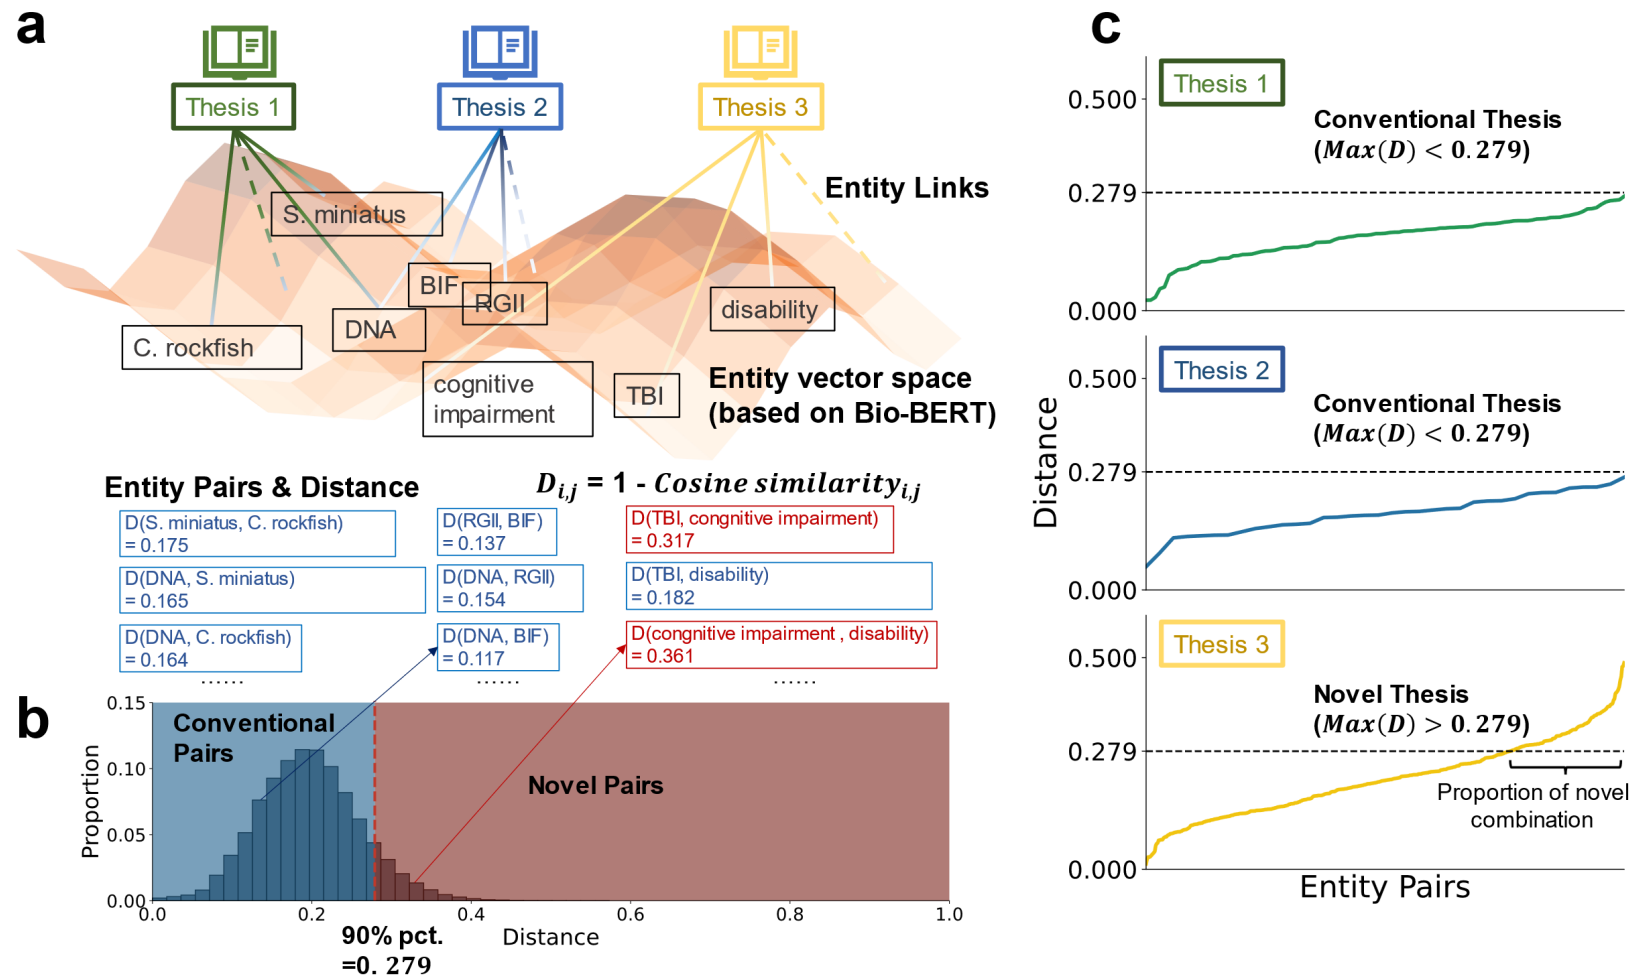 a
Thesis 1
Thesis 2
Thesis 3
S. miniatus
Entity Links
BIF
RGII
DNA
disability
C. rockfish
cognitive
impairment
TBI
Entity vector space
(based on Bio-BERT)
Entity Pairs & Distance
D_{i,j} = 1 - Cosine similarity_{i,j}
D(S. miniatus, C. rockfish)
= 0.175
D(DNA, S. miniatus)
= 0.165
D(DNA, C. rockfish)
= 0.164
......
D(RGII, BIF)
= 0.137
D(DNA, RGII)
= 0.154
D(DNA, BIF)
= 0.117
......
D(TBI, congnitive impairment)
= 0.317
D(TBI, disability)
= 0.182
D(congnitive impairment , disability)
= 0.361
......
b
0.15
0.10
0.05
0.00
Proportion
Conventional
Pairs
Novel Pairs
0.0
0.2
0.4
0.6
0.8
1.0
90% pct.
=0. 279
Distance
c
Thesis 1
0.500
0.279
0.000
Conventional Thesis
(Max(D) < 0. 279)
Thesis 2
0.500
0.279
0.000
Conventional Thesis
(Max(D) < 0. 279)
Distance
Thesis 3
0.500
0.279
0.000
Novel Thesis
(Max(D) > 0. 279)
Proportion of novel
combination
Entity Pairs